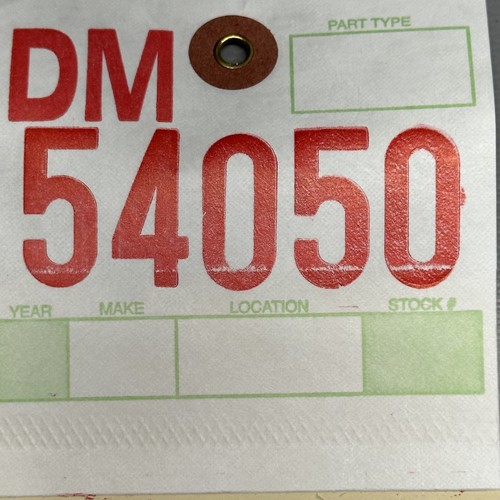 DM
PART TYPE
54050
YEAR MAKE LOCATION STOCK #